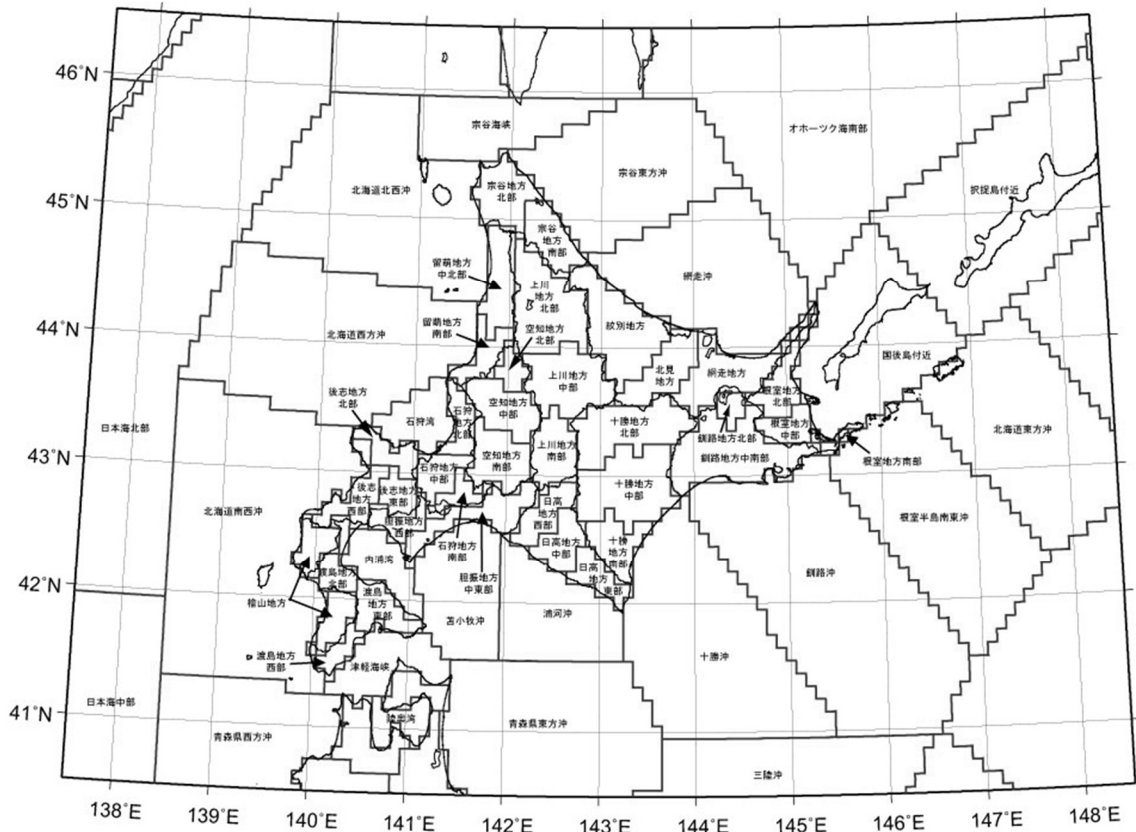 46°N
45°N
44°N
43°N
42°N
41°N
宗谷海峡
オホーツク海南部
宗谷東方沖
北海道北西沖
宗谷地方
北部
択捉島付近
宗谷
地方
南部
留萌地方
中北部
上川
地方
北部
網走沖
北海道西方沖
留萌地方
南部
空知地方
北部
紋別地方
国後島付近
上川地方
中部
北見
地方
網走地方
後志地方
北部
石狩湾
石狩
地方
北部
空知地方
中部
十勝地方
北部
根室地方
北部
根室地方
中部
日本海北部
北海道東方沖
釧路地方北部
上川地方
南部
空知地方
南部
釧路地方中南部
根室地方南部
石狩地方
中部
後志
地方
西部
後志地方
東部
十勝地方
中部
北海道南西沖
胆振地方
西部
日高
地方
西部
根室半島南東沖
石狩地方
南部
日高地方
中部
十勝
地方
南部
内浦湾
渡島地方
北部
胆振地方
中東部
日高
地方
東部
釧路沖
檜山地方
渡島
地方
東部
苫小牧沖
浦河沖
渡島地方
西部
津軽海峡
十勝沖
日本海中部
青森県西方沖
陸奥湾
青森県東方沖
三陸沖
138°E
139°E
140°E
141°E
142°E
143°E
144°E
145°E
146°E
147°E
148°E